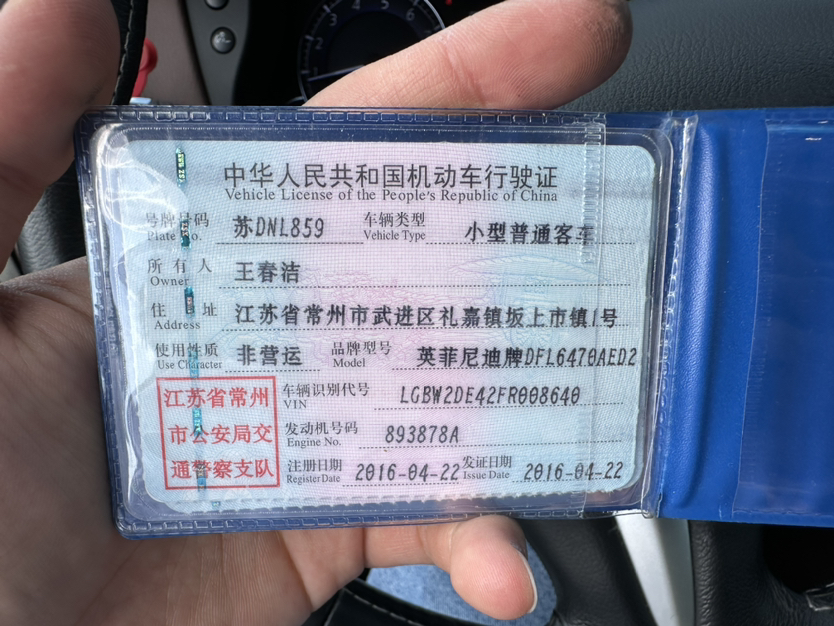 中华人民共和国机动车行驶证
Vehicle License of the People's Republic of China
号牌号码 苏DNL859 车辆类型 小型普通客车
Plate No. Vehicle Type
所有人 王春洁
Owner
住址 江苏省常州市武进区礼嘉镇坂上市镇1号
Address
使用性质 非营运 品牌型号 英菲尼迪牌DFL6470AED2
Use Character Model
江苏省常州
市公安局交
通警察支队
车辆识别代号 LGBW2DE42FR008640
VIN
发动机号码 893878A
Engine No.
注册日期 2016-04-22 发证日期 2016-04-22
Register Date Issue Date